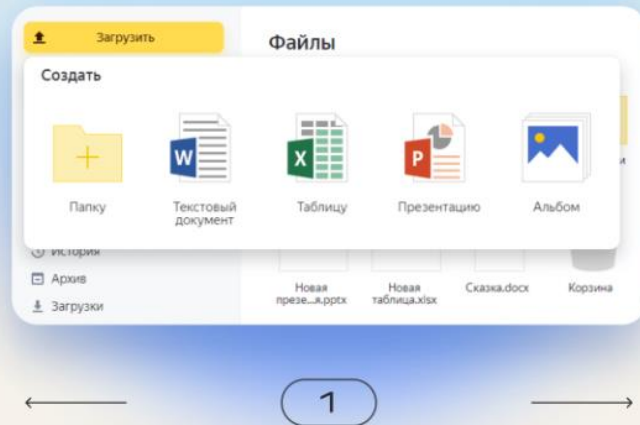 Загрузить
Файлы
Создать
Папку
Текстовый
документ
Таблицу
Презентацию
Альбом
История
Архив
Загрузки
Новая
презе...я.pptx
Новая
таблица.xlsx
Сказка.docx
Корзина
1